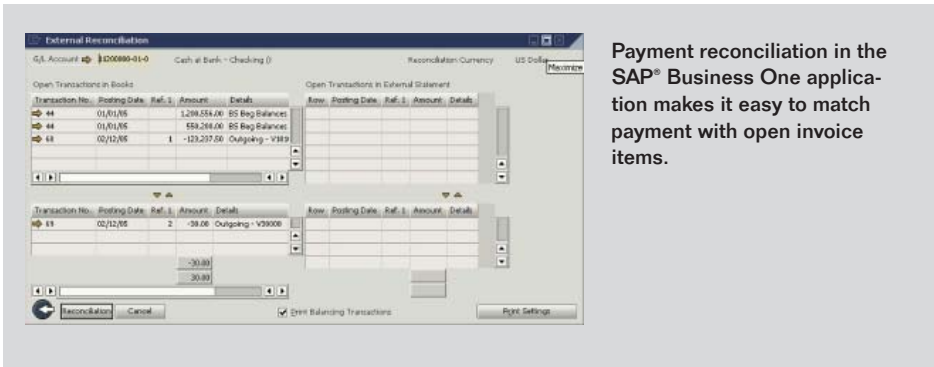 External Reconciliation
G/L Account 11200000-01-0 Cash at Bank - Checking () Reconciliation Currency US Dollar
Maximize
Open Transactions in Books Open Transactions in External Statement
Transaction No. Posting Date Ref. 1 Amount Details Row Posting Date Ref. 1 Amount Details
44 01/01/05 BS Beg Balances
44 01/01/05 BS Beg Balances
68 02/12/05 1 Outgoing -
Transaction No. Posting Date Ref. 1 Amount Details Row Posting Date Ref. 1 Amount Details
02/12/05 2 Outgoing -
-30.00
30.00
Reconciliation Cancel Print Balancing Transactions Print Settings
Payment reconciliation in the
SAP® Business One applica-
tion makes it easy to match
payment with open invoice
items.